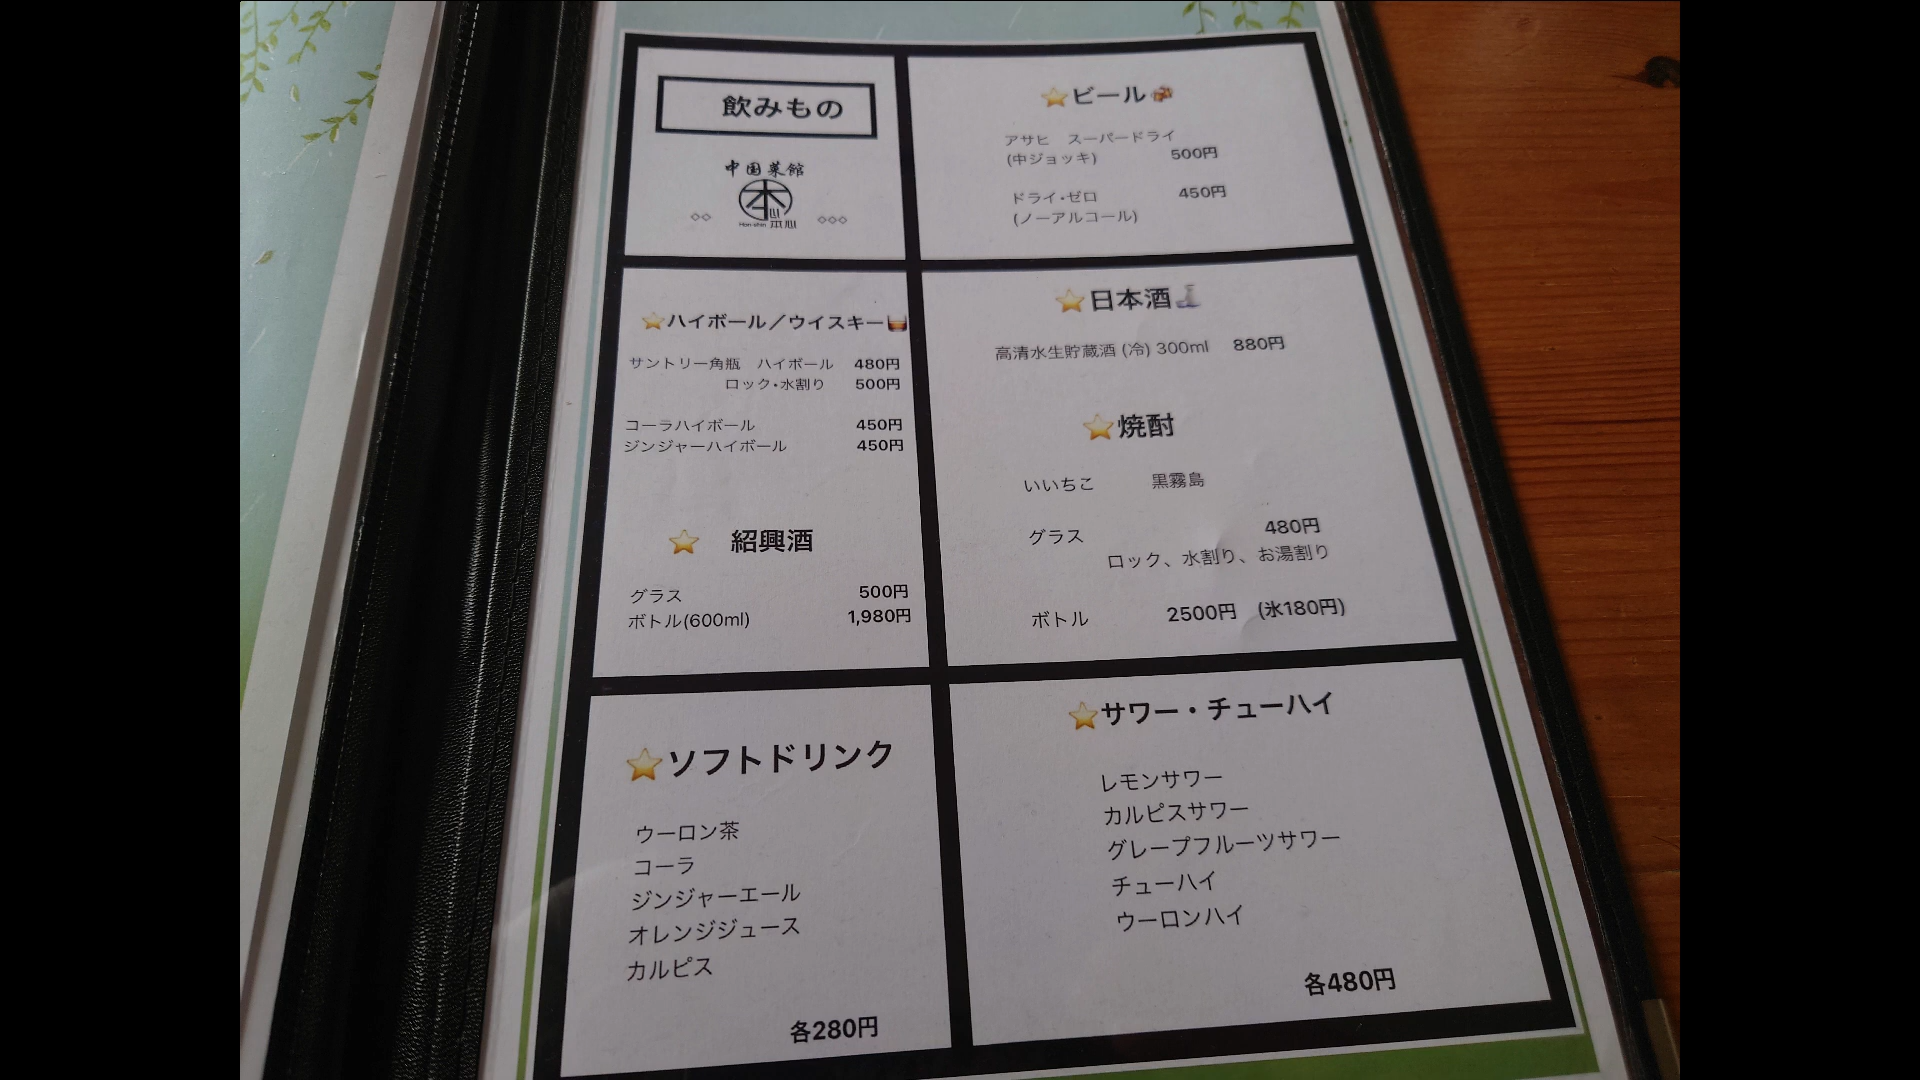 飲みもの
中国菜館
本心
Hon-shin 本心
⭐ビール🍻
アサヒ　スーパードライ
(中ジョッキ)　500円
ドライ・ゼロ　450円
(ノーアルコール)
⭐ハイボール／ウイスキー🥃
サントリー角瓶　ハイボール　480円
ロック・水割り　500円
コーラハイボール　450円
ジンジャーハイボール　450円
⭐　紹興酒
グラス　500円
ボトル(600ml)　1,980円
⭐日本酒🍶
高清水生貯蔵酒 (冷) 300ml　880円
⭐焼酎
いいちこ　黒霧島
グラス　480円
ロック、水割り、お湯割り
ボトル　2500円　(氷180円)
⭐ソフトドリンク
ウーロン茶
コーラ
ジンジャーエール
オレンジジュース
カルピス
各280円
⭐サワー・チューハイ
レモンサワー
カルピスサワー
グレープフルーツサワー
チューハイ
ウーロンハイ
各480円